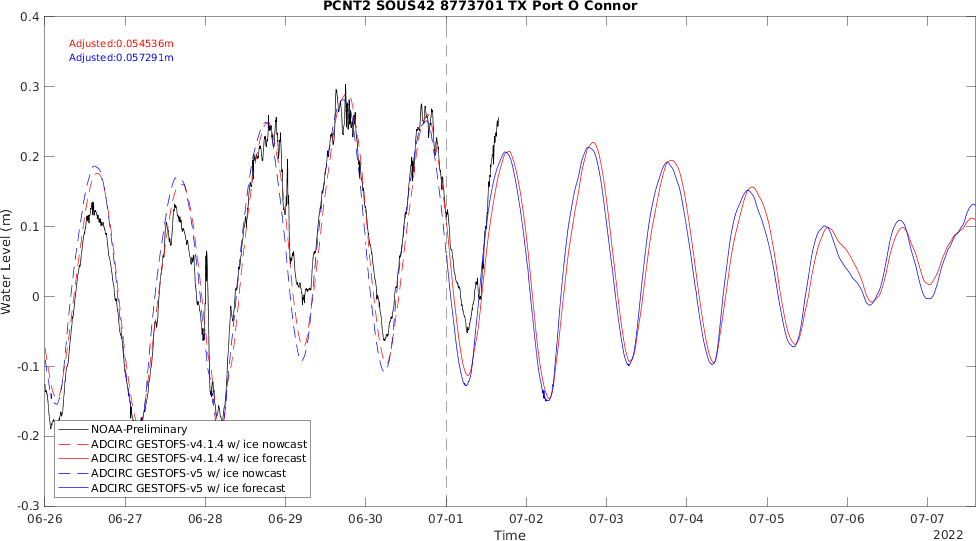 PCNT2 SOUS42 8773701 TX Port O Connor
0.4
Adjusted:0.054536m
Adjusted:0.057291m
0.3
0.2
0.1
0
-0.1
-0.2
-0.3
Water Level (m)
NOAA-Preliminary
ADCIRC GESTOFS-v4.1.4 w/ ice nowcast
ADCIRC GESTOFS-v4.1.4 w/ ice forecast
ADCIRC GESTOFS-v5 w/ ice nowcast
ADCIRC GESTOFS-v5 w/ ice forecast
06-26 06-27 06-28 06-29 06-30 07-01 07-02 07-03 07-04 07-05 07-06 07-07
Time
2022